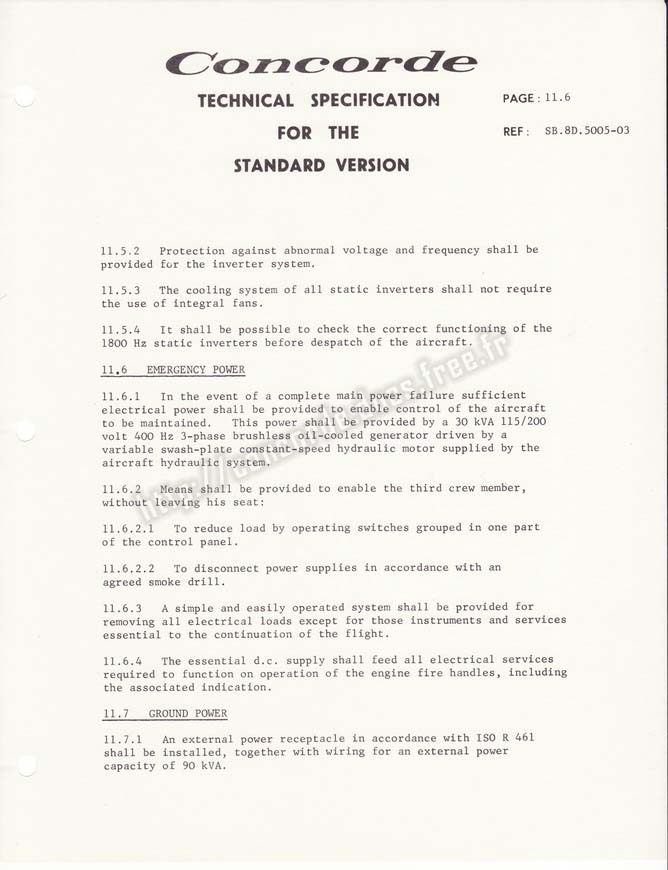 Concorde
TECHNICAL SPECIFICATION
PAGE: 11.6
FOR THE
REF: SB.8D.5005-03
STANDARD VERSION
11.5.2 Protection against abnormal voltage and frequency shall be
provided for the inverter system.
11.5.3 The cooling system of all static inverters shall not require
the use of integral fans.
11.5.4 It shall be possible to check the correct functioning of the
1800 Hz static inverters before despatch of the aircraft.
11.6 EMERGENCY POWER
11.6.1 In the event of a complete main power failure sufficient
electrical power shall be provided to enable control of the aircraft
to be maintained. This power shall be provided by a 30 kVA 115/200
volt 400 Hz 3-phase brushless oil-cooled generator driven by a
variable swash-plate constant-speed hydraulic motor supplied by the
aircraft hydraulic system.
11.6.2 Means shall be provided to enable the third crew member,
without leaving his seat:
11.6.2.1 To reduce load by operating switches grouped in one part
of the control panel.
11.6.2.2 To disconnect power supplies in accordance with an
agreed smoke drill.
11.6.3 A simple and easily operated system shall be provided for
removing all electrical loads except for those instruments and services
essential to the continuation of the flight.
11.6.4 The essential d.c. supply shall feed all electrical services
required to function on operation of the engine fire handles, including
the associated indication.
11.7 GROUND POWER
11.7.1 An external power receptacle in accordance with ISO R 461
shall be installed, together with wiring for an external power
capacity of 90 kVA.